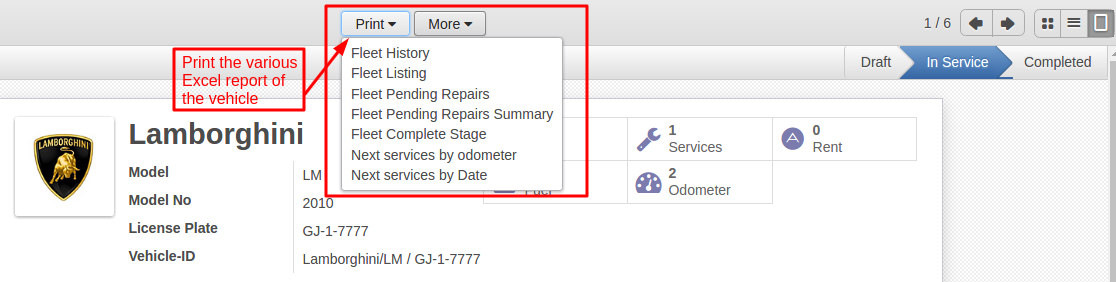 Print More 1 / 6
Print the various
Excel report of
the vehicle
Fleet History
Fleet Listing
Fleet Pending Repairs
Fleet Pending Repairs Summary
Fleet Complete Stage
Next services by odometer
Next services by Date
Draft In Service Completed
LAMBORGHINI
Lamborghini
1
Services
0
Rent
2
Odometer
Model LM
Model No 2010
License Plate GJ-1-7777
Vehicle-ID Lamborghini/LM / GJ-1-7777